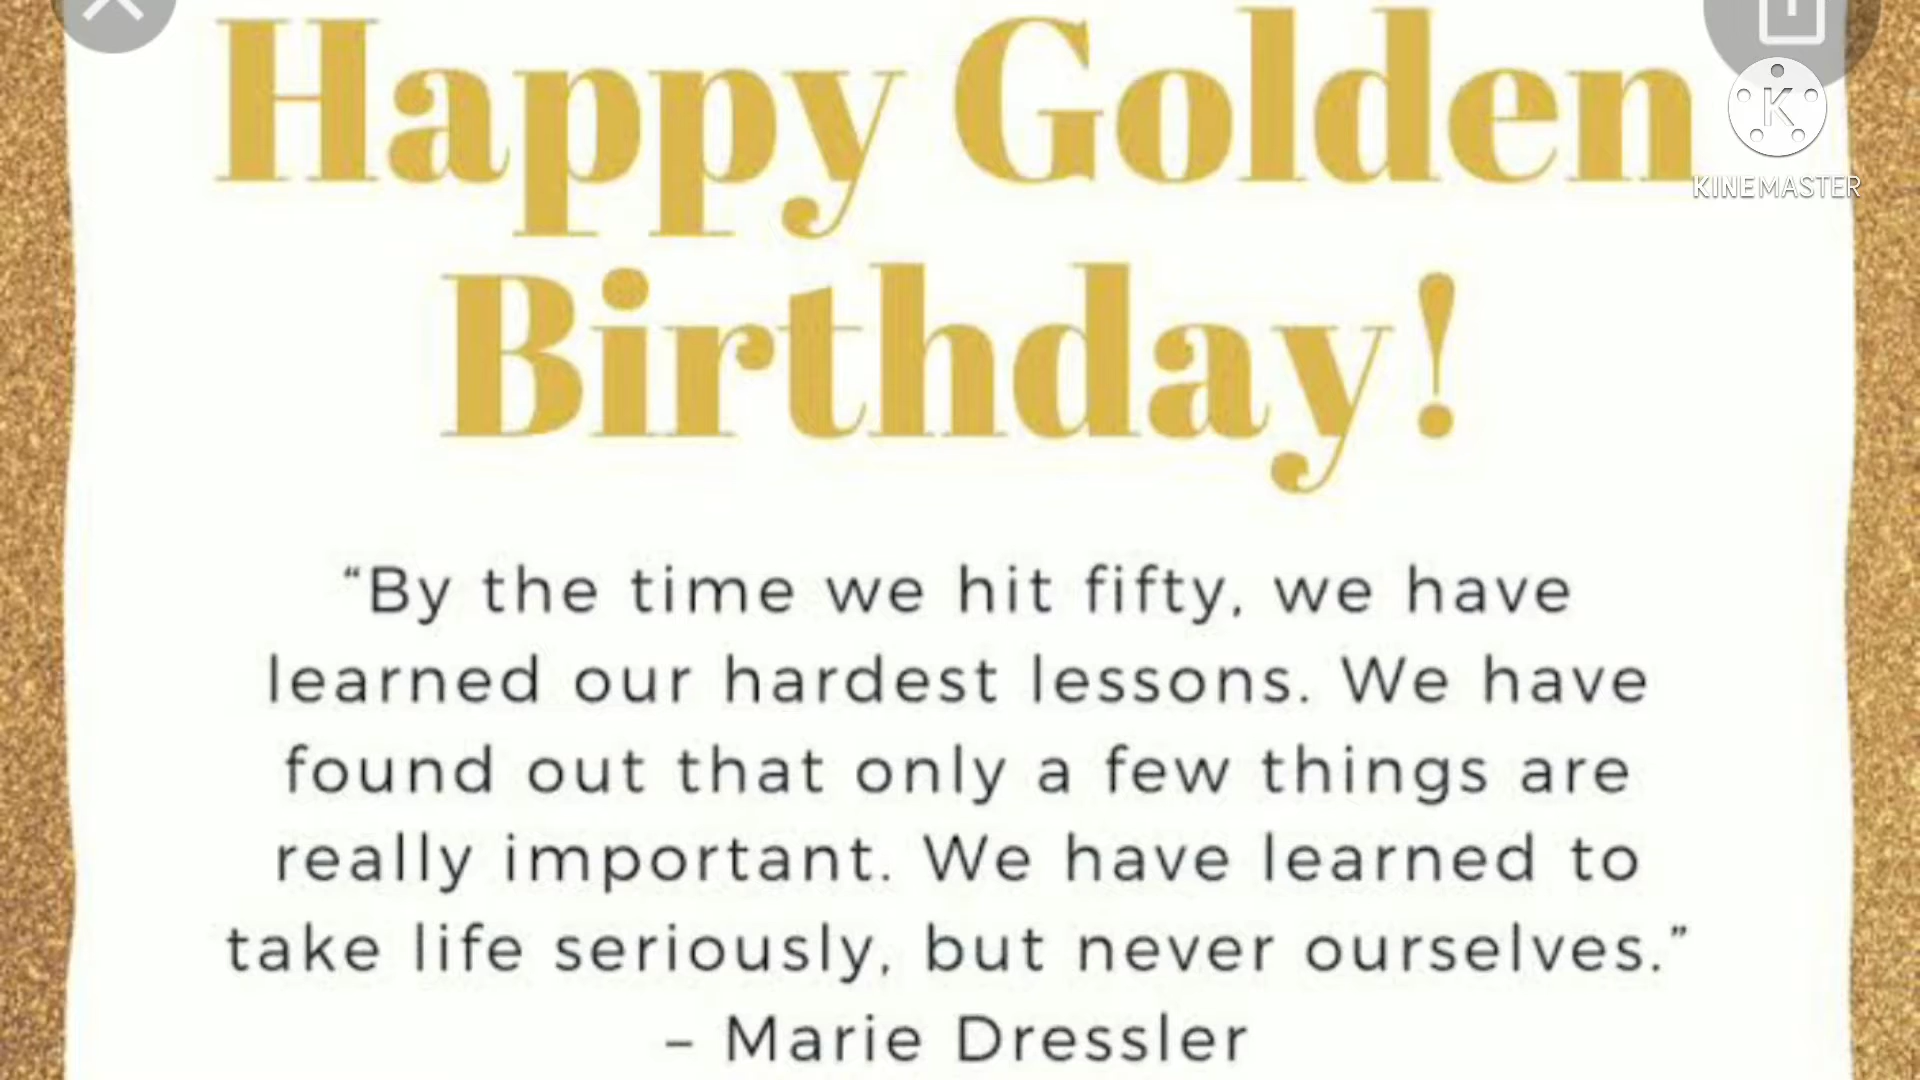 Happy Golden
K
KINEMASTER
Birthday!
“By the time we hit fifty, we have
learned our hardest lessons. We have
found out that only a few things are
really important. We have learned to
take life seriously, but never ourselves.”
– Marie Dressler